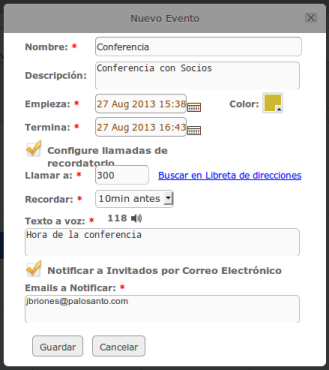 Nuevo Evento
Nombre: * Conferencia
Descripción: Conferencia con Socios
Empieza: * 27 Aug 2013 15:38 Color:
Termina: * 27 Aug 2013 16:43
Configure llamadas de
recordatorio
Llamar a: * 300 Buscar en Libreta de direcciones
Recordar: * 10min antes
Texto a voz: * 118
Hora de la conferencia
Notificar a Invitados por Correo Electrónico
Emails a Notificar: *
jbriones@palosanto.com
Guardar Cancelar